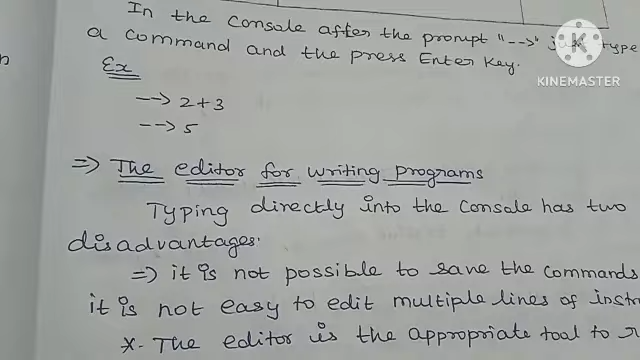 In the Console after the prompt "-->" just type
a command and the press Enter Key.
Ex
--> 2+3
--> 5
=> The editor for writing programs
Typing directly into the Console has two
disadvantages.
=> it is not possible to save the commands
it is not easy to edit multiple lines of instr
*. The editor is the appropriate tool to
KINEMASTER